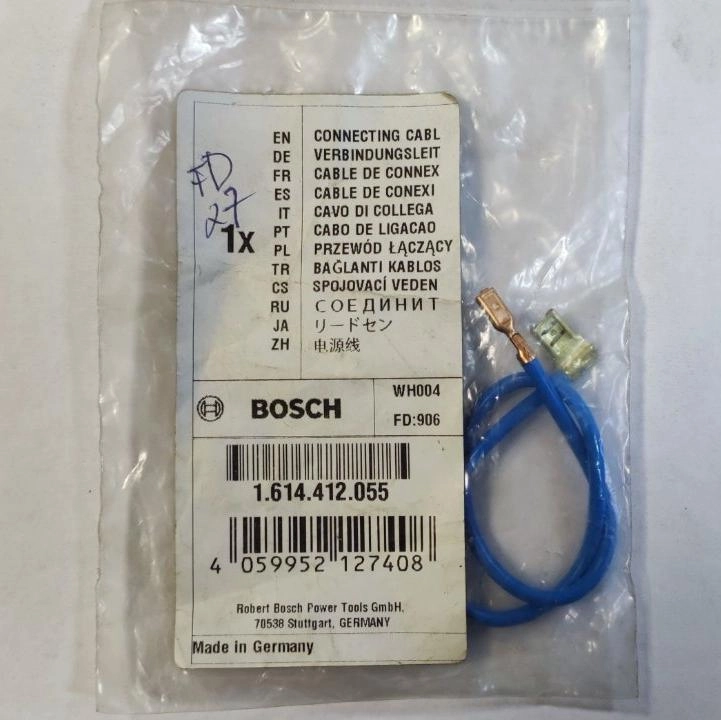 EN CONNECTING CABL
DE VERBINDUNGSLEIT
FR CABLE DE CONNEX
ES CABLE DE CONEXI
IT CAVO DI COLLEGA
PT CABO DE LIGACAO
PL PRZEWÓD ŁĄCZĄCY
TR BAĞLANTI KABLOS
CS SPOJOVACÍ VEDEN
RU СОЕДИНИТ
JA リードセン
ZH 电源线
FD
27
1x
BOSCH
WH004
FD:906
1.614.412.055
4 059952 127408
Robert Bosch Power Tools GmbH,
70538 Stuttgart, GERMANY
Made in Germany